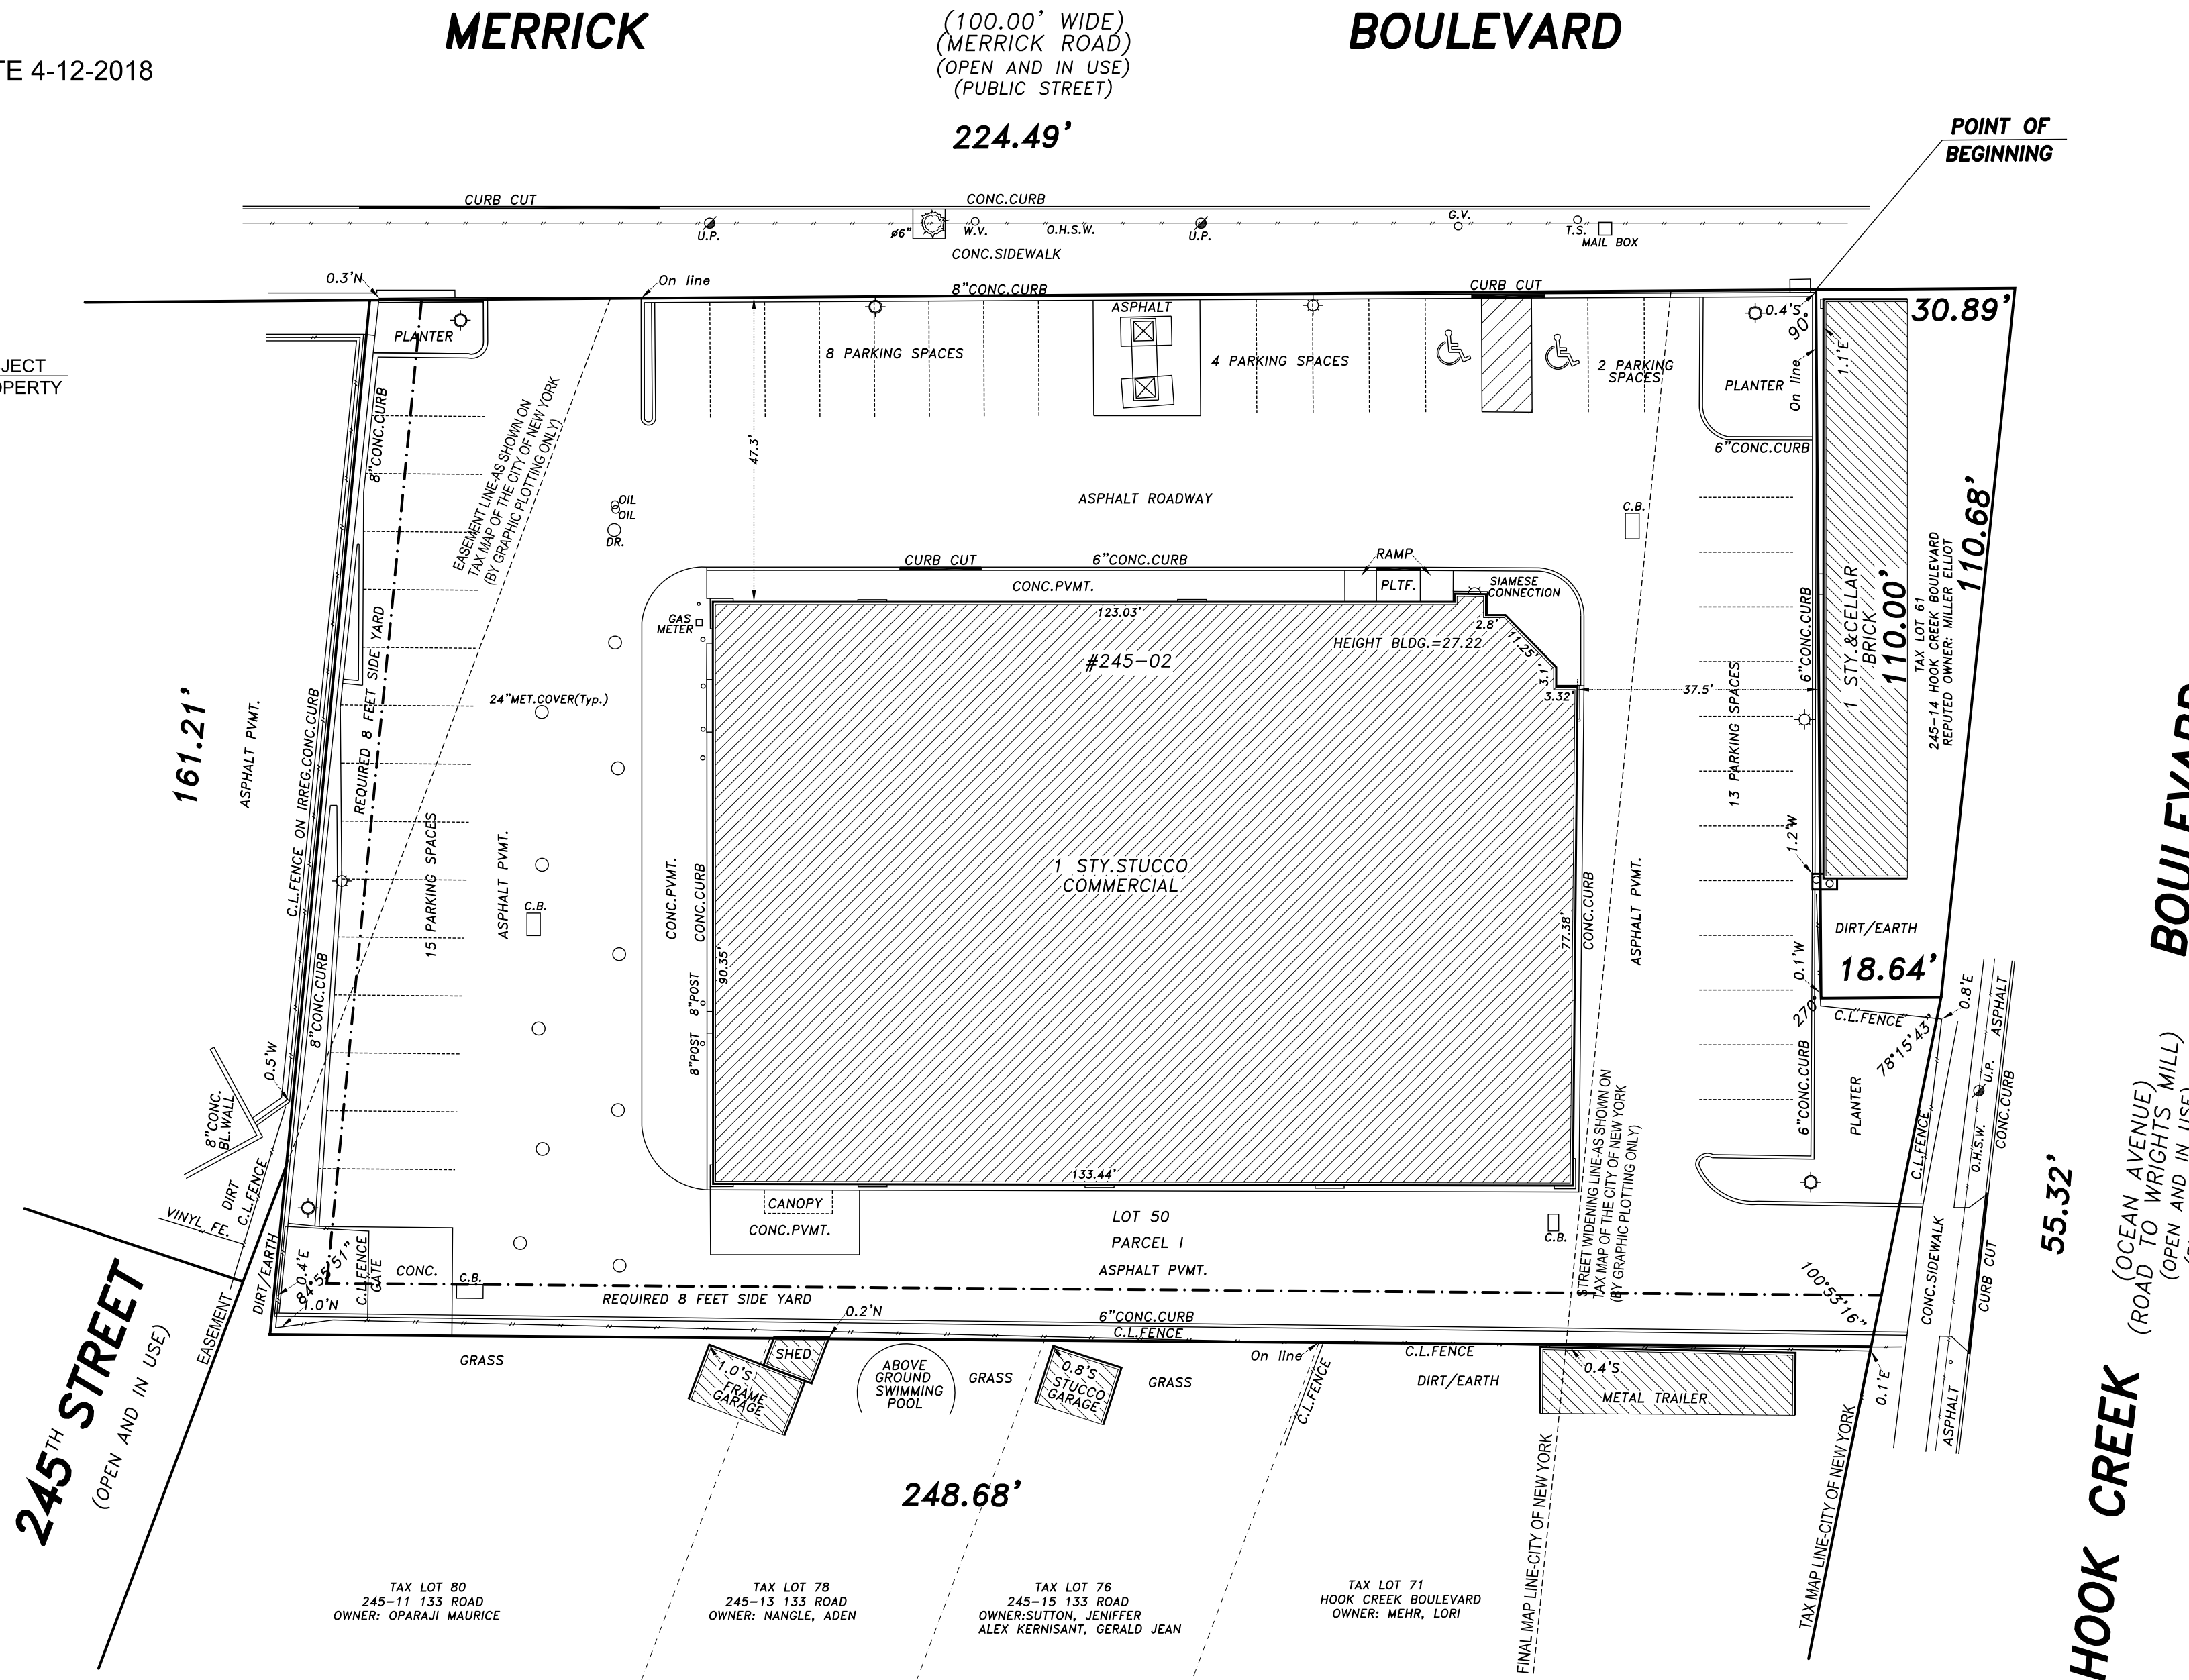 MERRICK
(100.00' WIDE)
(MERRICK ROAD)
(OPEN AND IN USE)
(PUBLIC STREET)
BOULEVARD
TE 4-12-2018
224.49'
POINT OF
BEGINNING
CURB CUT
CONC.CURB
U.P.
ø6"
W.V.
O.H.S.W.
U.P.
G.V.
T.S.
MAIL BOX
CONC.SIDEWALK
0.3'N
On line
8"CONC.CURB
CURB CUT
0.4'S
90°
30.89'
PLANTER
8 PARKING SPACES
ASPHALT
4 PARKING SPACES
2 PARKING
SPACES
PLANTER
On line
1.1'E
JECT
OPERTY
8"CONC.CURB
EASEMENT LINE-AS SHOWN ON
TAX MAP OF THE CITY OF NEW YORK
(BY GRAPHIC PLOTTING ONLY)
47.3'
6"CONC.CURB
ASPHALT ROADWAY
OIL
OIL
DR.
C.B.
110.68'
CURB CUT
6"CONC.CURB
RAMP
CONC.PVMT.
PLTF.
SIAMESE
CONNECTION
GAS
METER
123.03'
2.8'
11.25'
3.1'
3.32'
HEIGHT BLDG.=27.22
#245-02
37.5'
6"CONC.CURB
1 STY.&CELLAR
BRICK
110.00'
TAX LOT 61
245-14 HOOK CREEK BOULEVARD
REPUTED OWNER: MILLER ELLIOT
REQUIRED 8 FEET SIDE YARD
24"MET.COVER(Typ.)
161.21'
ASPHALT PVMT.
C.L.FENCE ON IRREG.CONC.CURB
13 PARKING SPACES
BOULEVARD
15 PARKING SPACES
ASPHALT PVMT.
C.B.
CONC.PVMT.
CONC.CURB
1 STY.STUCCO
COMMERCIAL
90.35'
77.38'
CONC.CURB
ASPHALT PVMT.
1.2'W
DIRT/EARTH
18.64'
0.1'W
270°
C.L.FENCE
0.8'E
78°15'43"
ASPHALT
8"CONC.CURB
8"POST
8"POST
0.5'W
8"CONC.
BL.WALL
6"CONC.CURB
PLANTER
C.L.FENCE
U.P.
CONC.CURB
O.H.S.W.
STREET WIDENING LINE-AS SHOWN ON
TAX MAP OF THE CITY OF NEW YORK
(BY GRAPHIC PLOTTING ONLY)
55.32'
(OCEAN AVENUE)
(ROAD TO WRIGHTS MILL)
(OPEN AND IN USE)
DIRT
C.L.FENCE
VINYL FE.
133.44'
CANOPY
CONC.PVMT.
LOT 50
PARCEL I
ASPHALT PVMT.
C.B.
CONC.SIDEWALK
CURB CUT
DIRT/EARTH
0.4'E
84°55'51"
1.0'N
C.L.FENCE
GATE
CONC.
C.B.
REQUIRED 8 FEET SIDE YARD
0.2'N
6"CONC.CURB
C.L.FENCE
100°53'16"
245TH STREET
(OPEN AND IN USE)
EASEMENT
GRASS
1.0'S
FRAME
GARAGE
SHED
ABOVE
GROUND
SWIMMING
POOL
GRASS
0.8'S
STUCCO
GARAGE
GRASS
On line
C.L.FENCE
C.L.FENCE
DIRT/EARTH
0.4'S
METAL TRAILER
0.1'E
ASPHALT
248.68'
FINAL MAP LINE-CITY OF NEW YORK
TAX MAP LINE-CITY OF NEW YORK
HOOK CREEK
TAX LOT 80
245-11 133 ROAD
OWNER: OPARAJI MAURICE
TAX LOT 78
245-13 133 ROAD
OWNER: NANGLE, ADEN
TAX LOT 76
245-15 133 ROAD
OWNER:SUTTON, JENIFFER
ALEX KERNISANT, GERALD JEAN
TAX LOT 71
HOOK CREEK BOULEVARD
OWNER: MEHR, LORI